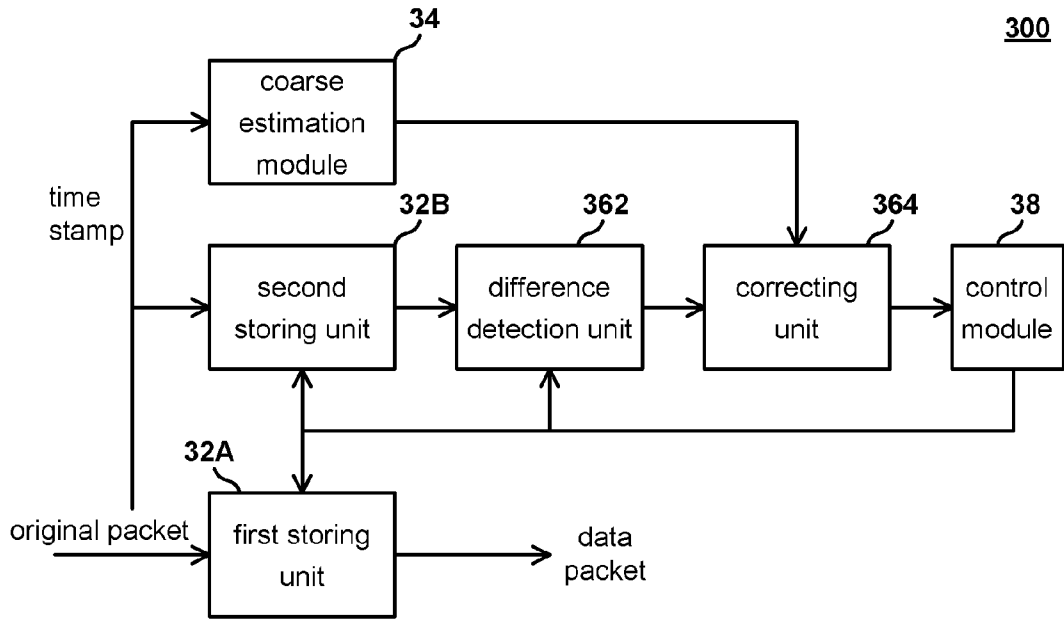 300
34
coarse
estimation
module
time
stamp
32B
second
storing unit
362
difference
detection unit
364
correcting
unit
38
control
module
32A
original packet
first storing
unit
data
packet